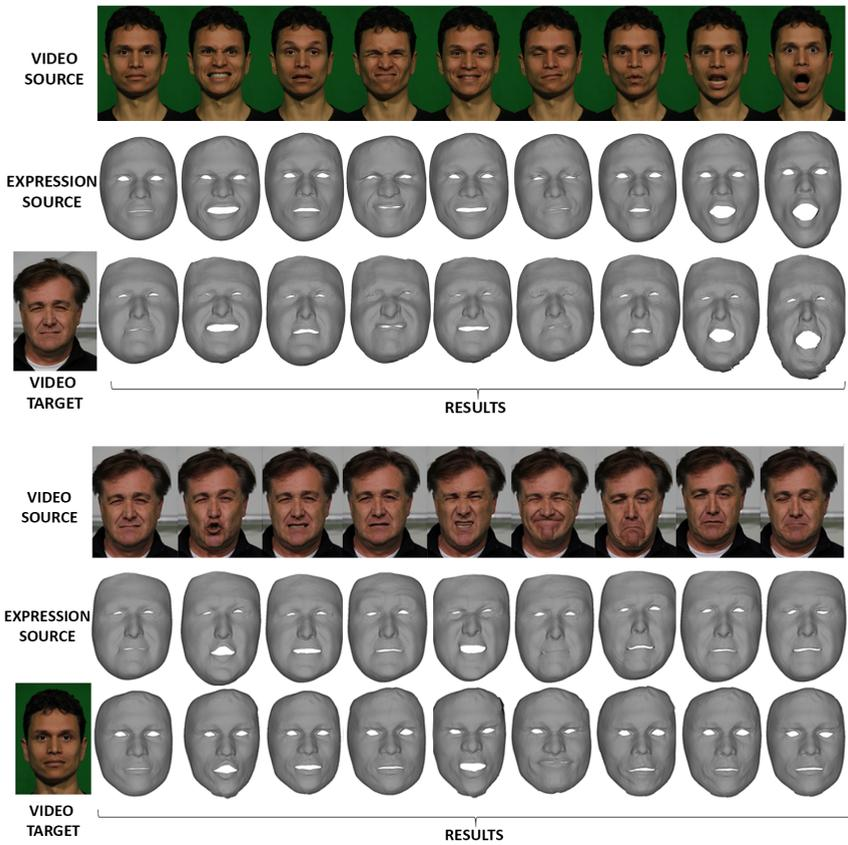 VIDEO
SOURCE
EXPRESSION
SOURCE
VIDEO
TARGET
RESULTS
VIDEO
SOURCE
EXPRESSION
SOURCE
VIDEO
TARGET
RESULTS